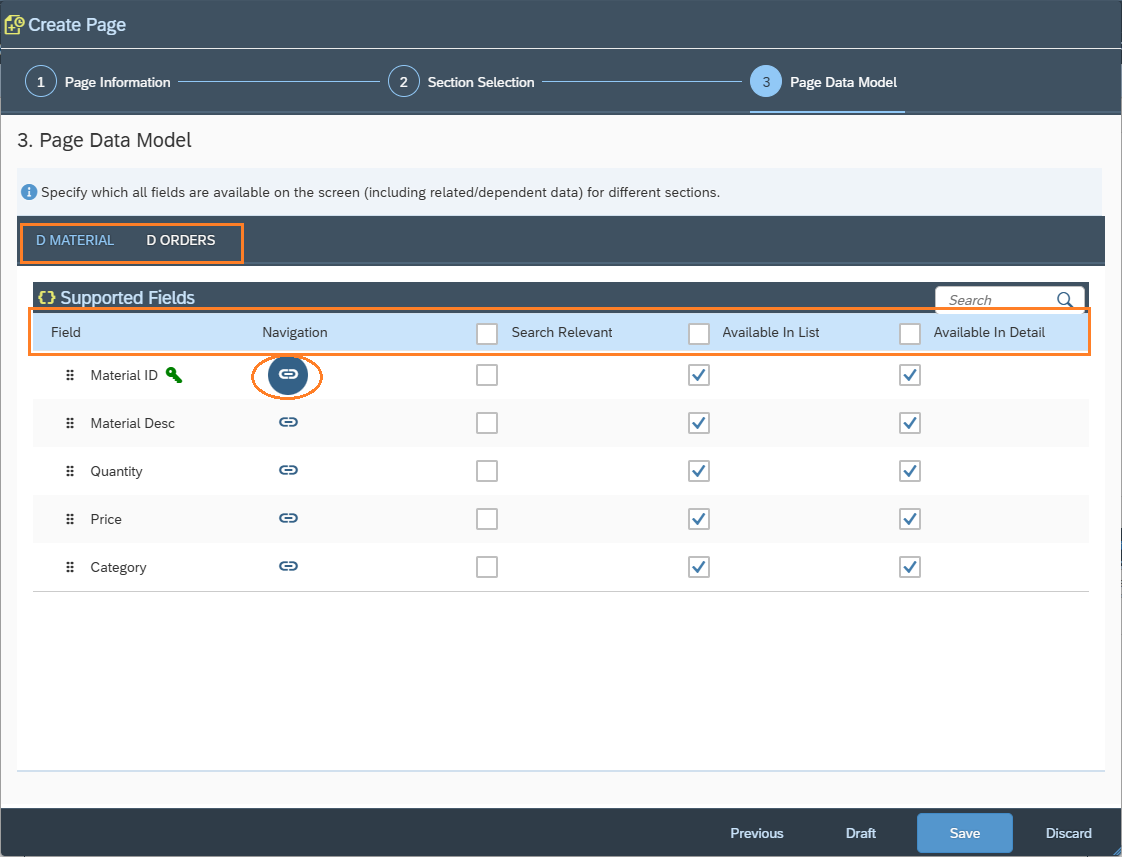 Create Page
1 Page Information 2 Section Selection 3 Page Data Model
3. Page Data Model
Specify which all fields are available on the screen (including related/dependent data) for different sections.
D MATERIAL D ORDERS
{} Supported Fields Search
Field Navigation Search Relevant Available In List Available In Detail
Material ID
Material Desc
Quantity
Price
Category
Previous Draft Save Discard